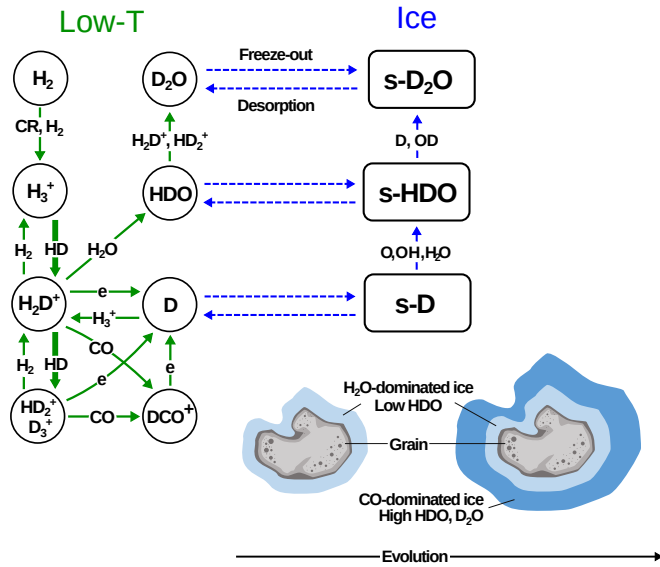 Low-T
Ice
H₂
D₂O
Freeze-out
Desorption
s-D₂O
CR, H₂
H₂D⁺, HD₂⁺
D, OD
H₃⁺
HDO
s-HDO
H₂
HD
H₂O
O,OH,H₂O
H₂D⁺
e
D
s-D
H₃⁺
H₂
HD
CO
e
e
HD₂⁺
D₃⁺
CO
DCO⁺
H₂O-dominated ice
Low HDO
Grain
CO-dominated ice
High HDO, D₂O
Evolution